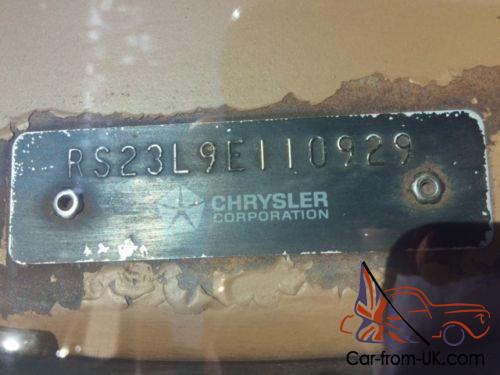 RS23L9E110929
CHRYSLER
CORPORATION
Car-from-UK.com